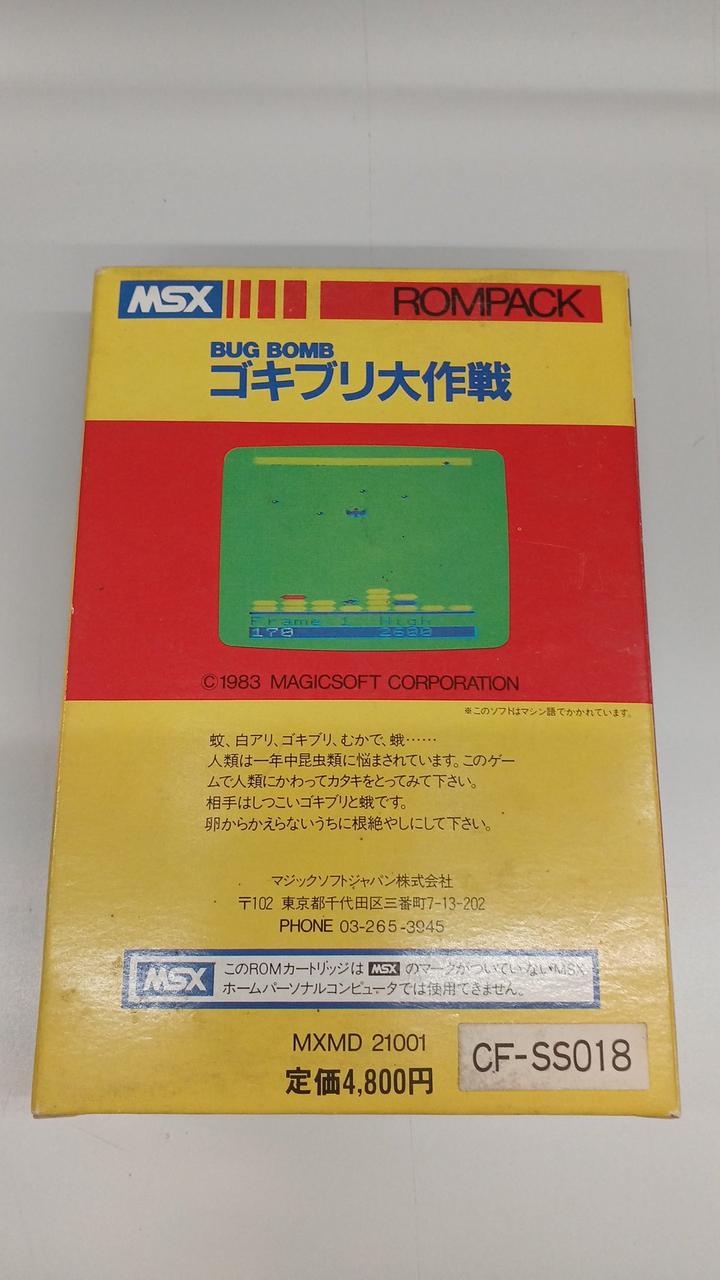 MSX ROMPACK
BUG BOMB
ゴキブリ大作戦
Frame 1 High
170 2600
©1983 MAGICSOFT CORPORATION
※このソフトはマシン語でかかれています。
蚊、白アリ、ゴキブリ、むかで、蛾……
人類は一年中昆虫類に悩まされています。このゲー
ムで人類にかわってカタキをとってみて下さい。
相手はしつこいゴキブリと蛾です。
卵からかえらないうちに根絶やしにして下さい。
マジックソフトジャパン株式会社
〒102 東京都千代田区三番町7-13-202
PHONE 03-265-3945
MSX このROMカートリッジは MSX のマークがついていないMSX
ホームパーソナルコンピュータでは使用できません。
MXMD 21001
CF-SS018
定価4,800円